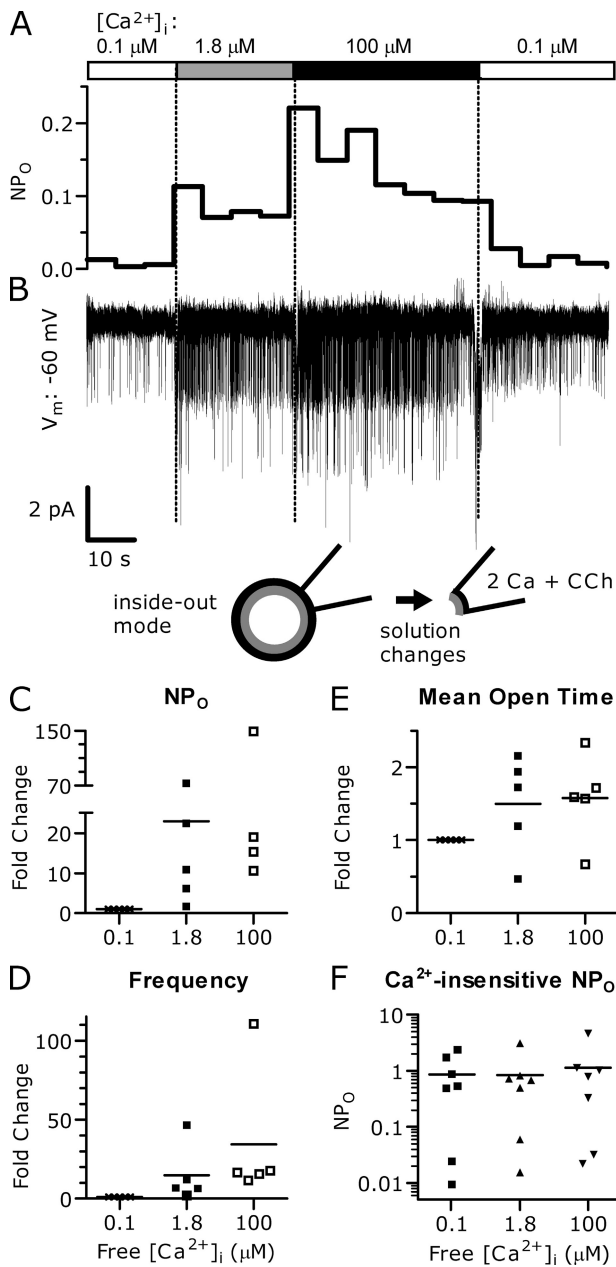 A
[Ca²⁺]ᵢ:
0.1 µM 1.8 µM 100 µM 0.1 µM
NPₒ
0.2
0.1
0.0
B
Vₘ: -60 mV
2 pA
10 s
inside-out
mode
solution
changes
2 Ca + CCh
C
NPₒ
Fold Change
150
70
20
10
0
0.1 1.8 100
E
Mean Open Time
Fold Change
2
1
0
0.1 1.8 100
D
Frequency
Fold Change
100
50
0
0.1 1.8 100
Free [Ca²⁺]ᵢ (µM)
F
Ca²⁺-insensitive NPₒ
NPₒ
10
1
0.1
0.01
0.1 1.8 100
Free [Ca²⁺]ᵢ (µM)